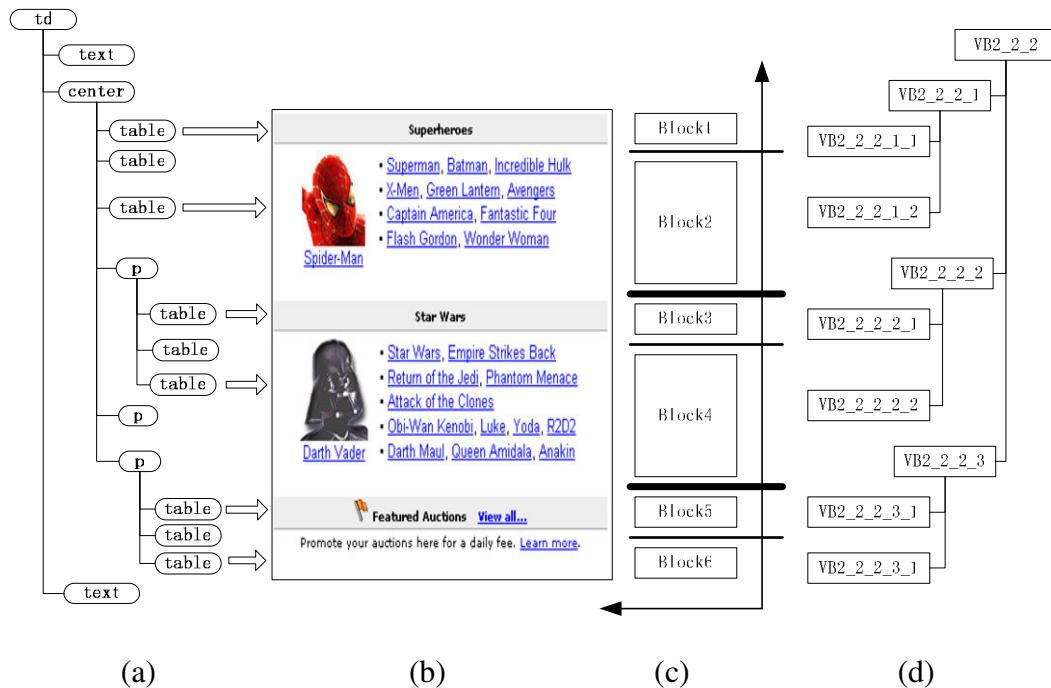 td
text
center
table
table
table
p
table
table
table
p
p
table
table
table
text
Superheroes
• Superman, Batman, Incredible Hulk
• X-Men, Green Lantern, Avengers
• Captain America, Fantastic Four
• Flash Gordon, Wonder Woman
Spider-Man
Star Wars
• Star Wars, Empire Strikes Back
• Return of the Jedi, Phantom Menace
• Attack of the Clones
• Obi-Wan Kenobi, Luke, Yoda, R2D2
• Darth Maul, Queen Amidala, Anakin
Darth Vader
Featured Auctions View all...
Promote your auctions here for a daily fee. Learn more.
Block1
Block2
Block3
Block4
Block5
Block6
VB2_2_2
VB2_2_2_1
VB2_2_2_1_1
VB2_2_2_1_2
VB2_2_2_2
VB2_2_2_2_1
VB2_2_2_2_2
VB2_2_2_3
VB2_2_2_3_1
VB2_2_2_3_1
(a)
(b)
(c)
(d)